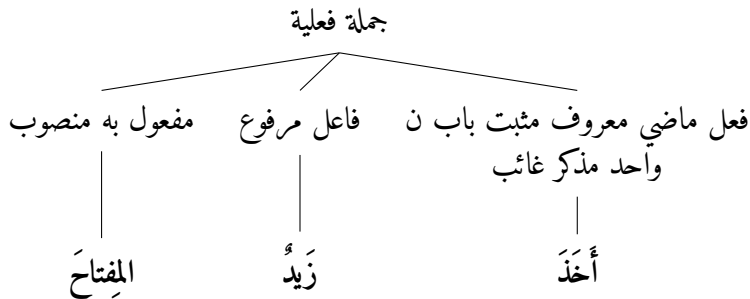 جملة فعلية
فعل ماضي معروف مثبت باب ن فاعل مرفوع مفعول به منصوب
واحد مذكر غائب
أَخَذَ زَيدٌ المِفتاحَ